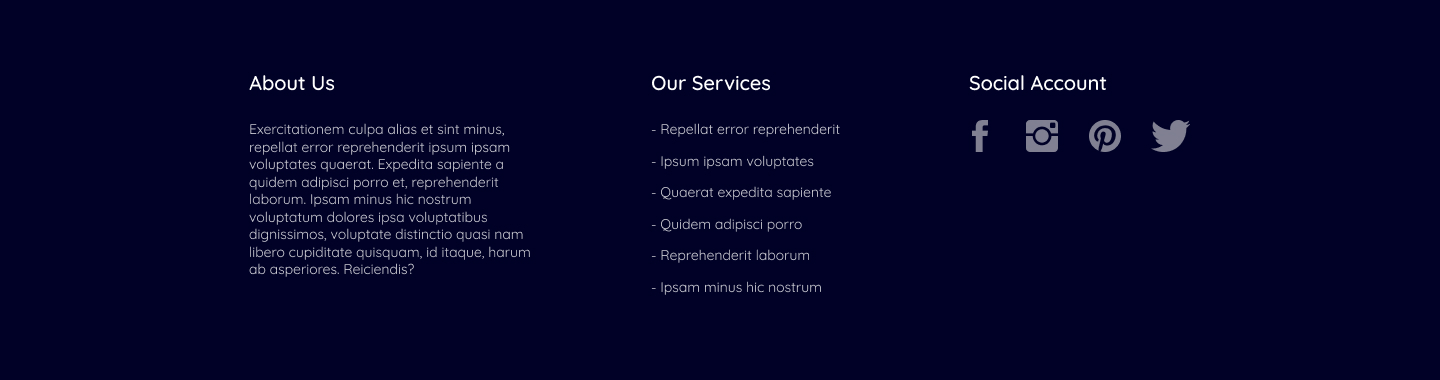 About Us
Exercitationem culpa alias et sint minus,
repellat error reprehenderit ipsum ipsam
voluptates quaerat. Expedita sapiente a
quidem adipisci porro et, reprehenderit
laborum. Ipsam minus hic nostrum
voluptatum dolores ipsa voluptatibus
dignissimos, voluptate distinctio quasi nam
libero cupiditate quisquam, id itaque, harum
ab asperiores. Reiciendis?
Our Services
- Repellat error reprehenderit
- Ipsum ipsam voluptates
- Quaerat expedita sapiente
- Quidem adipisci porro
- Reprehenderit laborum
- Ipsam minus hic nostrum
Social Account